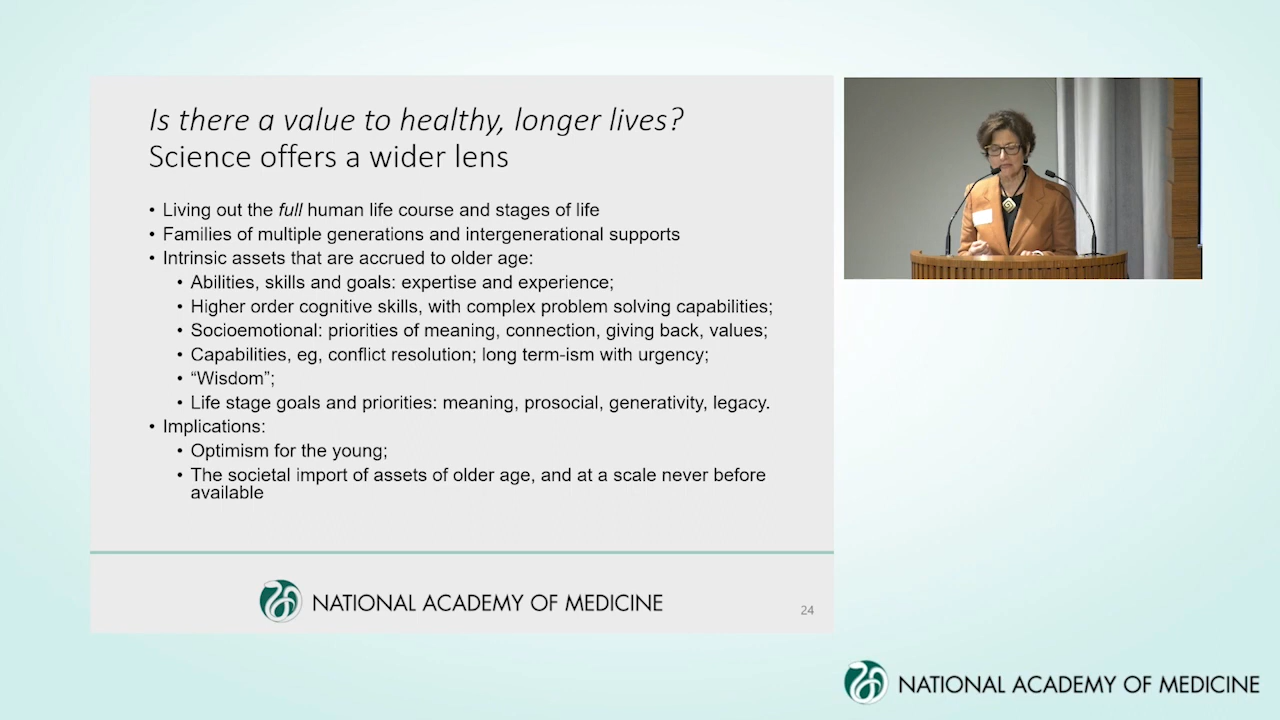 Is there a value to healthy, longer lives?
Science offers a wider lens
• Living out the full human life course and stages of life
• Families of multiple generations and intergenerational supports
• Intrinsic assets that are accrued to older age:
• Abilities, skills and goals: expertise and experience;
• Higher order cognitive skills, with complex problem solving capabilities;
• Socioemotional: priorities of meaning, connection, giving back, values;
• Capabilities, eg, conflict resolution; long term-ism with urgency;
• “Wisdom”;
• Life stage goals and priorities: meaning, prosocial, generativity, legacy.
• Implications:
• Optimism for the young;
• The societal import of assets of older age, and at a scale never before
available
NATIONAL ACADEMY OF MEDICINE
24
NATIONAL ACADEMY OF MEDICINE